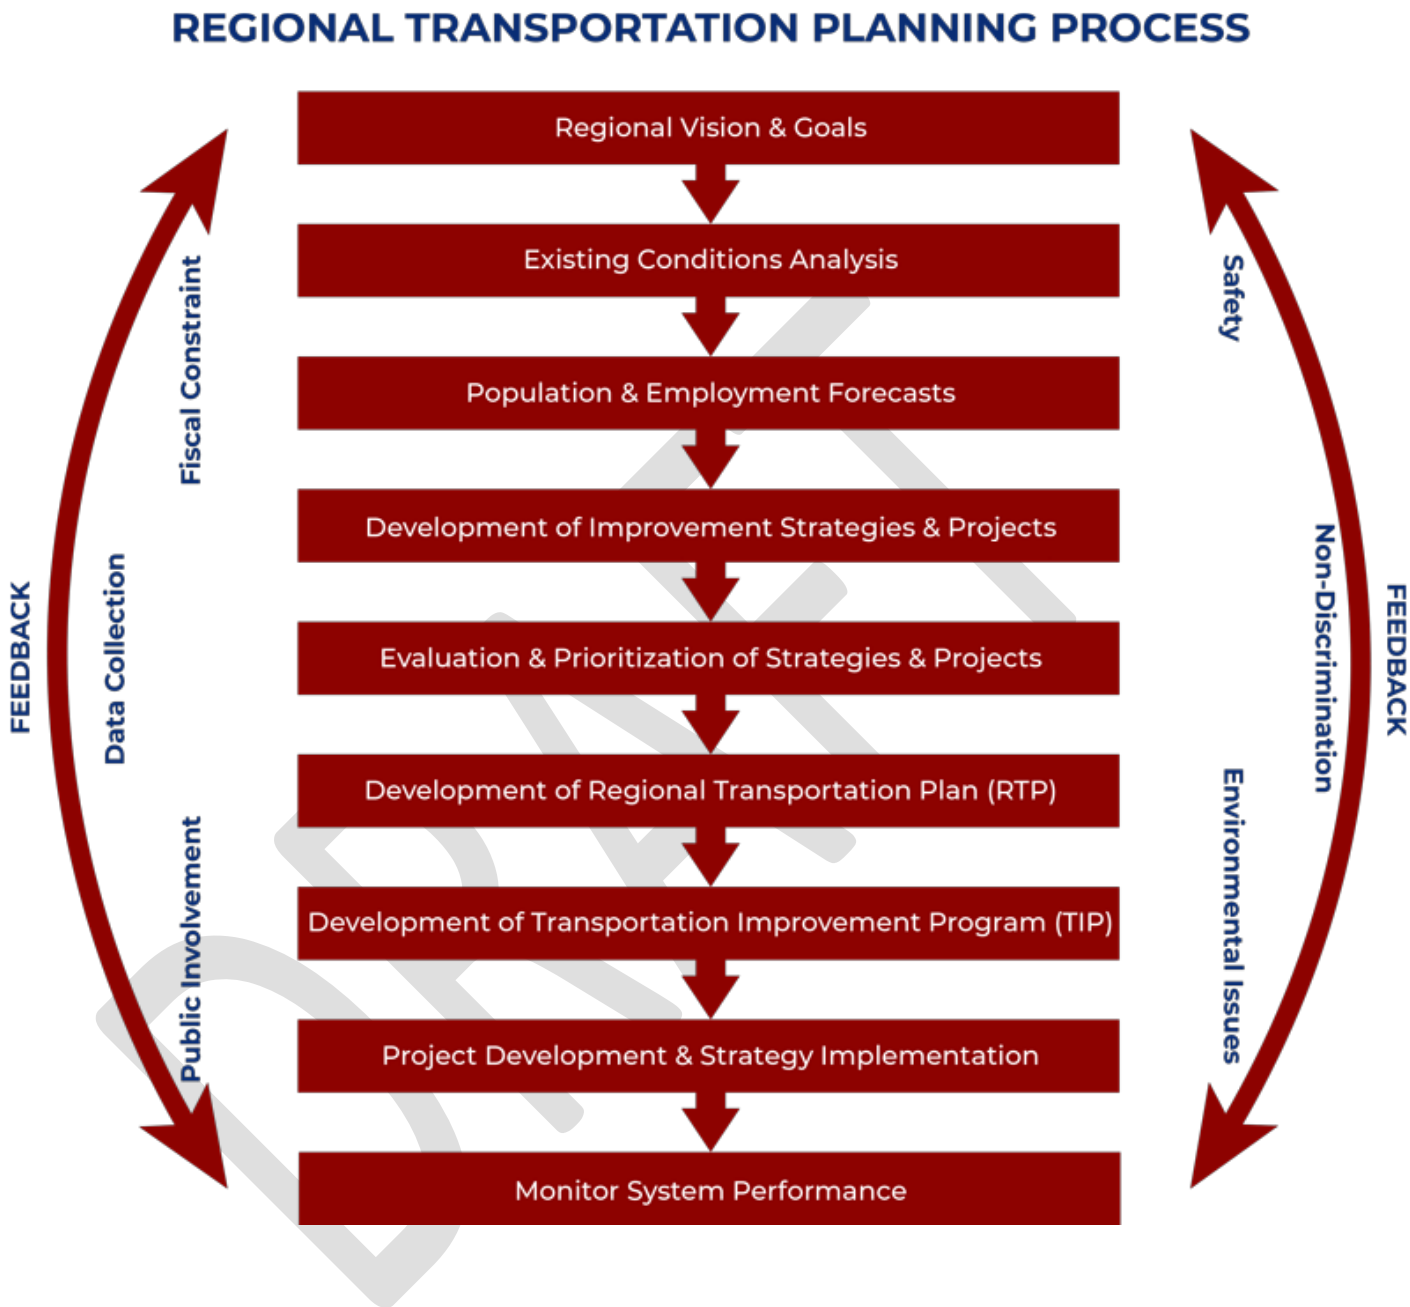 REGIONAL TRANSPORTATION PLANNING PROCESS
Regional Vision & Goals
Existing Conditions Analysis
Population & Employment Forecasts
Development of Improvement Strategies & Projects
Evaluation & Prioritization of Strategies & Projects
Development of Regional Transportation Plan (RTP)
Development of Transportation Improvement Program (TIP)
Project Development & Strategy Implementation
Monitor System Performance
FEEDBACK
Fiscal Constraint
Data Collection
Public Involvement
Safety
Non-Discrimination
Environmental Issues
FEEDBACK
DRAFT